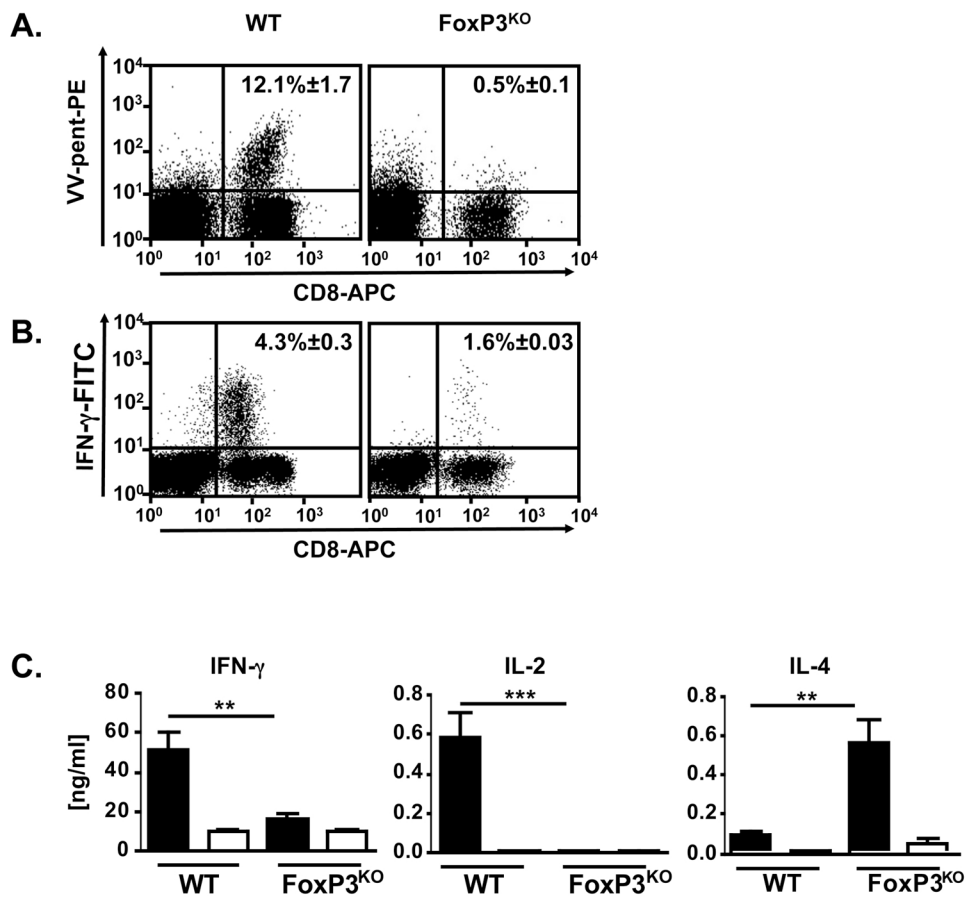 A.
WT FoxP3KO
VV-pent-PE
10⁴
10³
10²
10¹
10⁰
12.1%±1.7 0.5%±0.1
10⁰ 10¹ 10² 10³ 10⁰ 10¹ 10² 10³ 10⁴
CD8-APC
B.
IFN-γ-FITC
10⁴
10³
10²
10¹
10⁰
4.3%±0.3 1.6%±0.03
10⁰ 10¹ 10² 10³ 10⁰ 10¹ 10² 10³ 10⁴
CD8-APC
C.
IFN-γ IL-2 IL-4
[ng/ml]
80
60
40
20
0
**
WT FoxP3KO
0.8
0.6
0.4
0.2
0.0
***
WT FoxP3KO
0.8
0.6
0.4
0.2
0.0
**
WT FoxP3KO